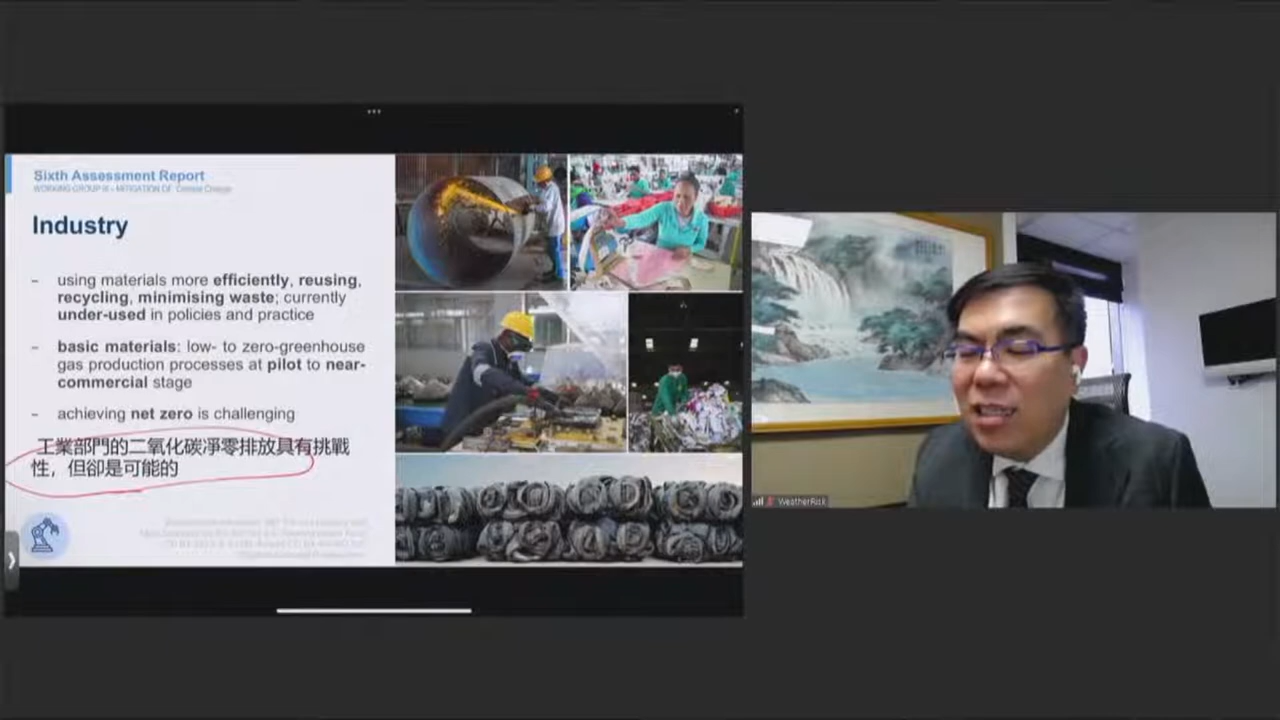 Sixth Assessment Report
WORKING GROUP III – MITIGATION OF Climate Change
Industry
– using materials more efficiently, reusing,
recycling, minimising waste; currently
under-used in policies and practice
– basic materials: low- to zero-greenhouse
gas production processes at pilot to near-
commercial stage
– achieving net zero is challenging
工業部門的二氧化碳凈零排放具有挑戰
性，但卻是可能的
WeatherRisk